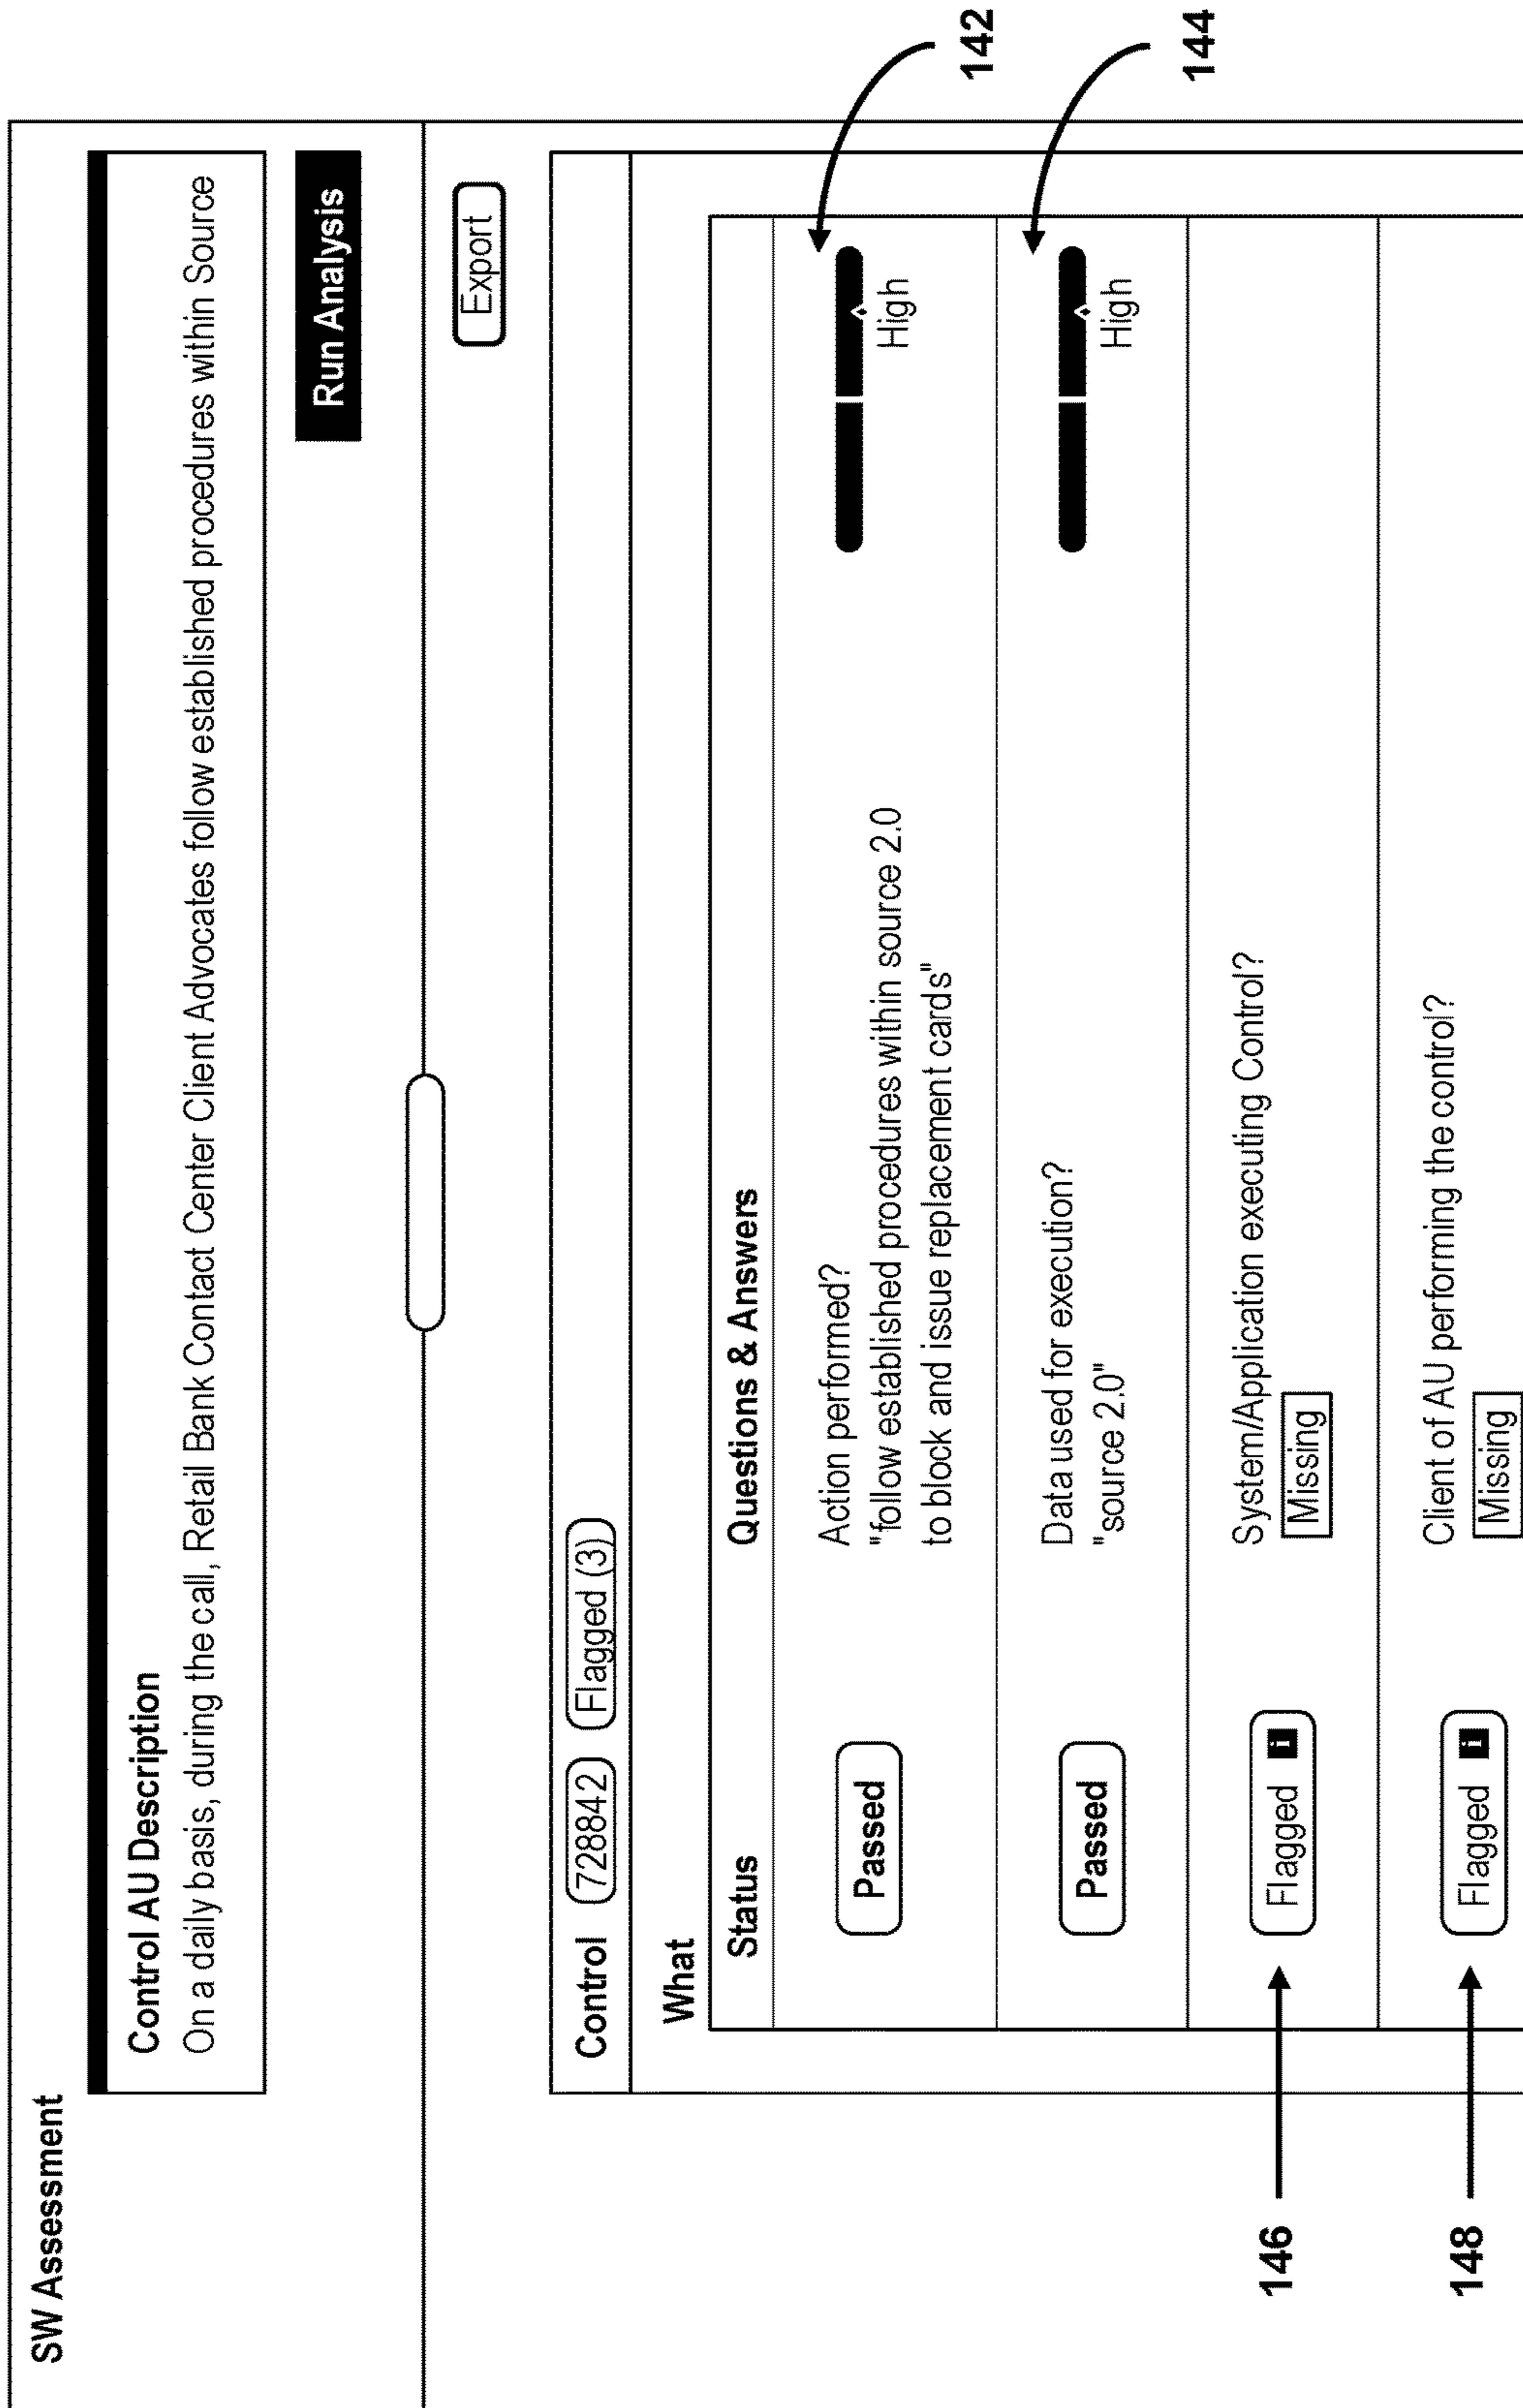 SW Assessment
Control AU Description
On a daily basis, during the call, Retail Bank Contact Center Client Advocates follow established procedures within Source
Run Analysis
Export
Control 728842 Flagged (3)
What
Status Questions & Answers
Passed Action performed?
"follow established procedures within source 2.0
to block and issue replacement cards"
High
142
Passed Data used for execution?
"source 2.0"
High
144
146 Flagged i System/Application executing Control?
Missing
148 Flagged i Client of AU performing the control?
Missing